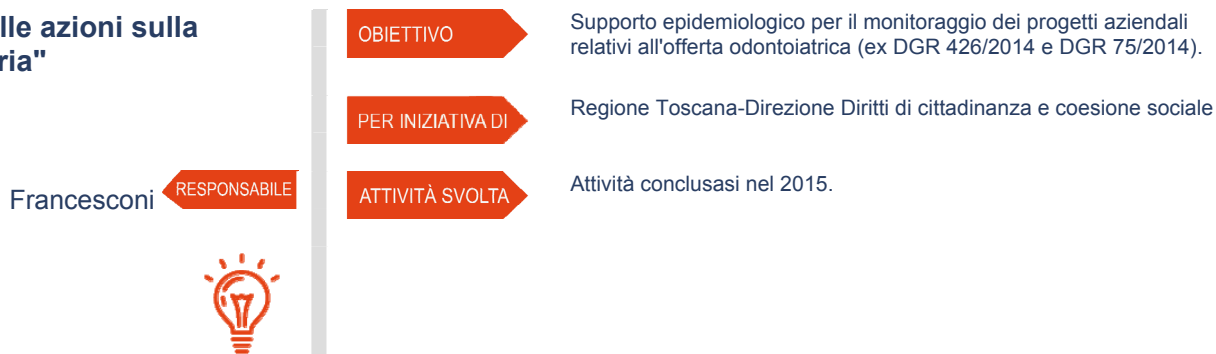 lle azioni sulla
ria"
Francesconi
RESPONSABILE
OBIETTIVO
Supporto epidemiologico per il monitoraggio dei progetti aziendali
relativi all'offerta odontoiatrica (ex DGR 426/2014 e DGR 75/2014).
PER INIZIATIVA DI
Regione Toscana-Direzione Diritti di cittadinanza e coesione sociale
ATTIVITÀ SVOLTA
Attività conclusasi nel 2015.